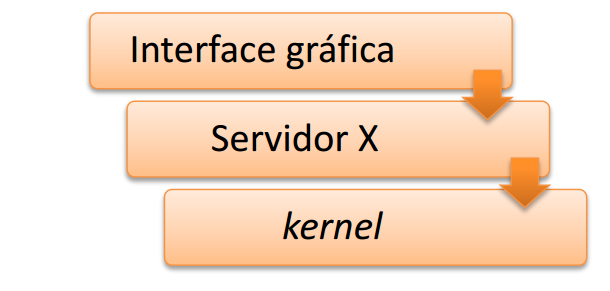 Interface gráfica
Servidor X
kernel